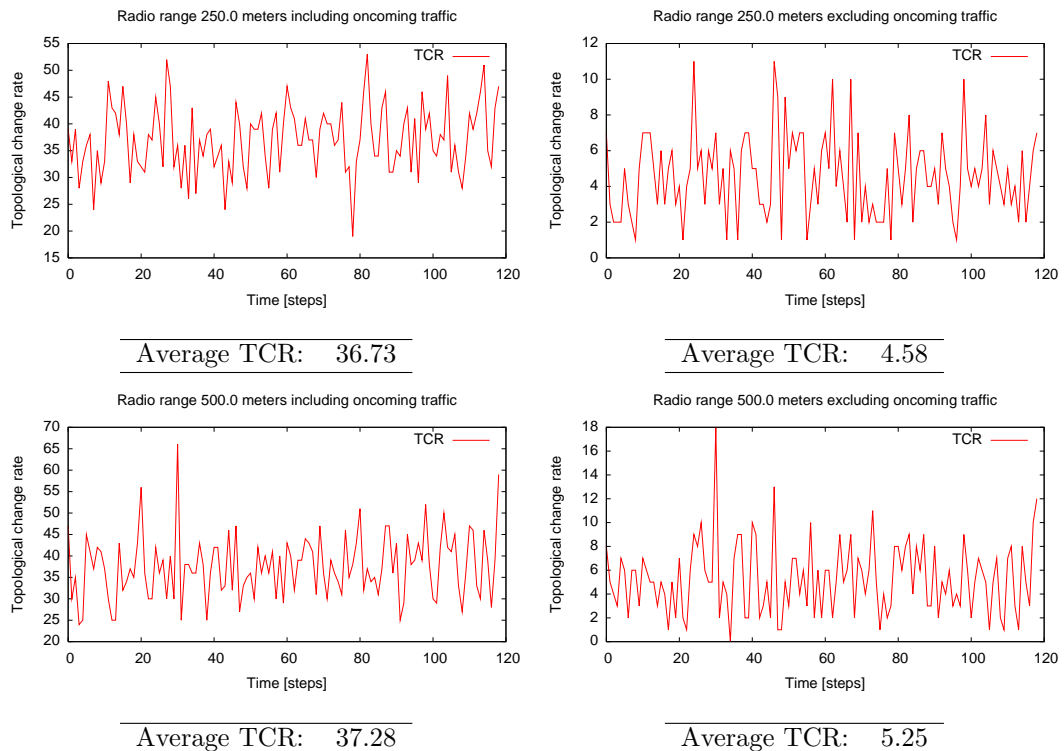 Radio range 250.0 meters including oncoming traffic
TCR
Topological change rate
55
50
45
40
35
30
25
20
15
0 20 40 60 80 100 120
Time [steps]
Average TCR: 36.73
Radio range 250.0 meters excluding oncoming traffic
TCR
Topological change rate
12
10
8
6
4
2
0
0 20 40 60 80 100 120
Time [steps]
Average TCR: 4.58
Radio range 500.0 meters including oncoming traffic
TCR
Topological change rate
70
65
60
55
50
45
40
35
30
25
20
0 20 40 60 80 100 120
Time [steps]
Average TCR: 37.28
Radio range 500.0 meters excluding oncoming traffic
TCR
Topological change rate
18
16
14
12
10
8
6
4
2
0
0 20 40 60 80 100 120
Time [steps]
Average TCR: 5.25